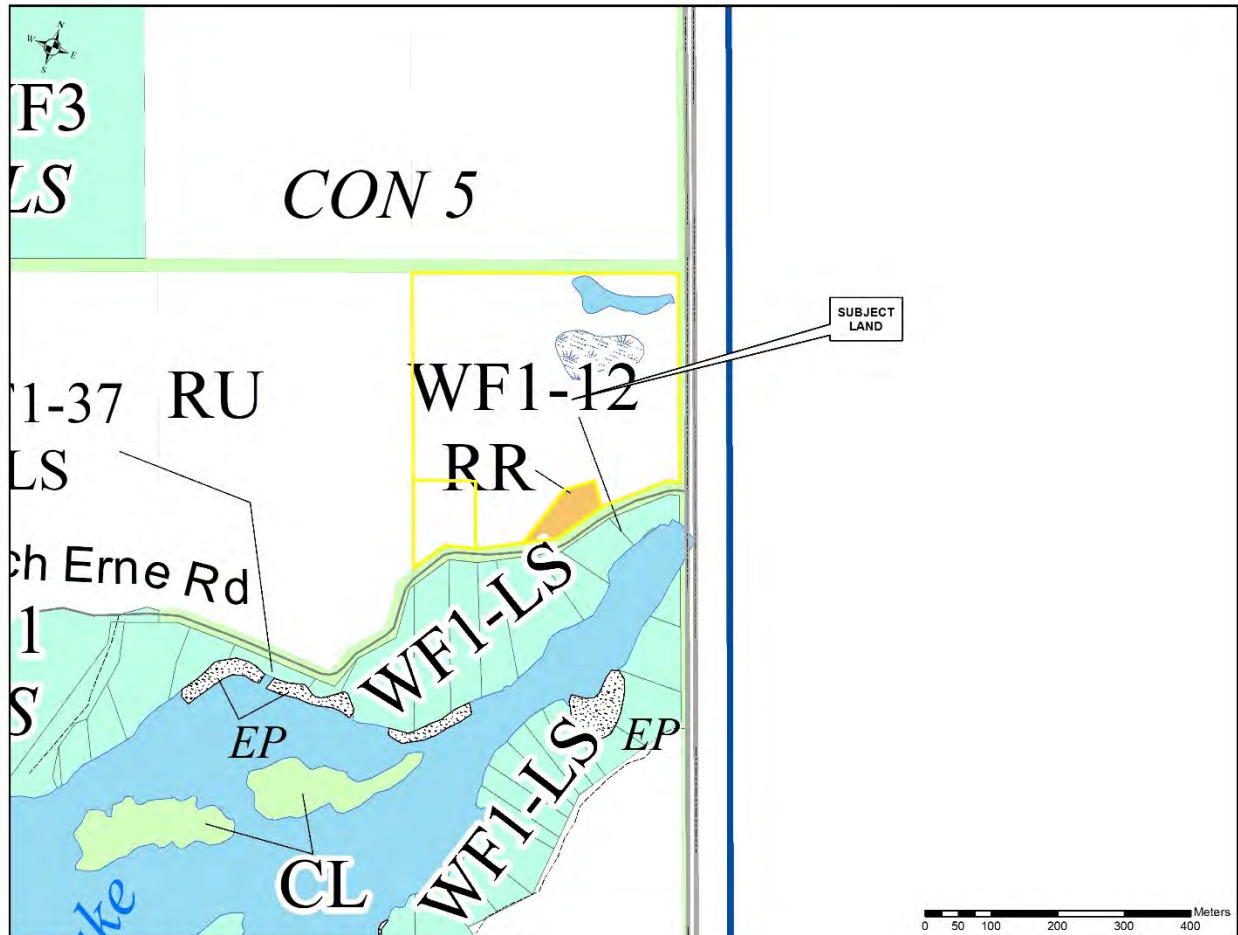 N
W E
S
F3
LS
CON 5
SUBJECT
LAND
WF1-12
1-37 RU
LS
RR
ch Erne Rd
1
S
WF1-LS
EP
EP
WF1-LS
CL
ke
Meters
0 50 100 200 300 400